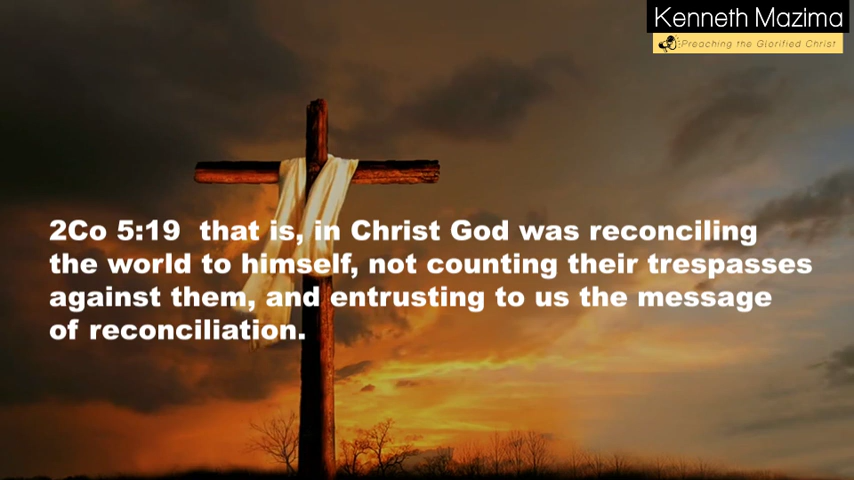 Kenneth Mazima
Preaching the Glorified Christ
2Co 5:19  that is, in Christ God was reconciling
the world to himself, not counting their trespasses
against them, and entrusting to us the message
of reconciliation.